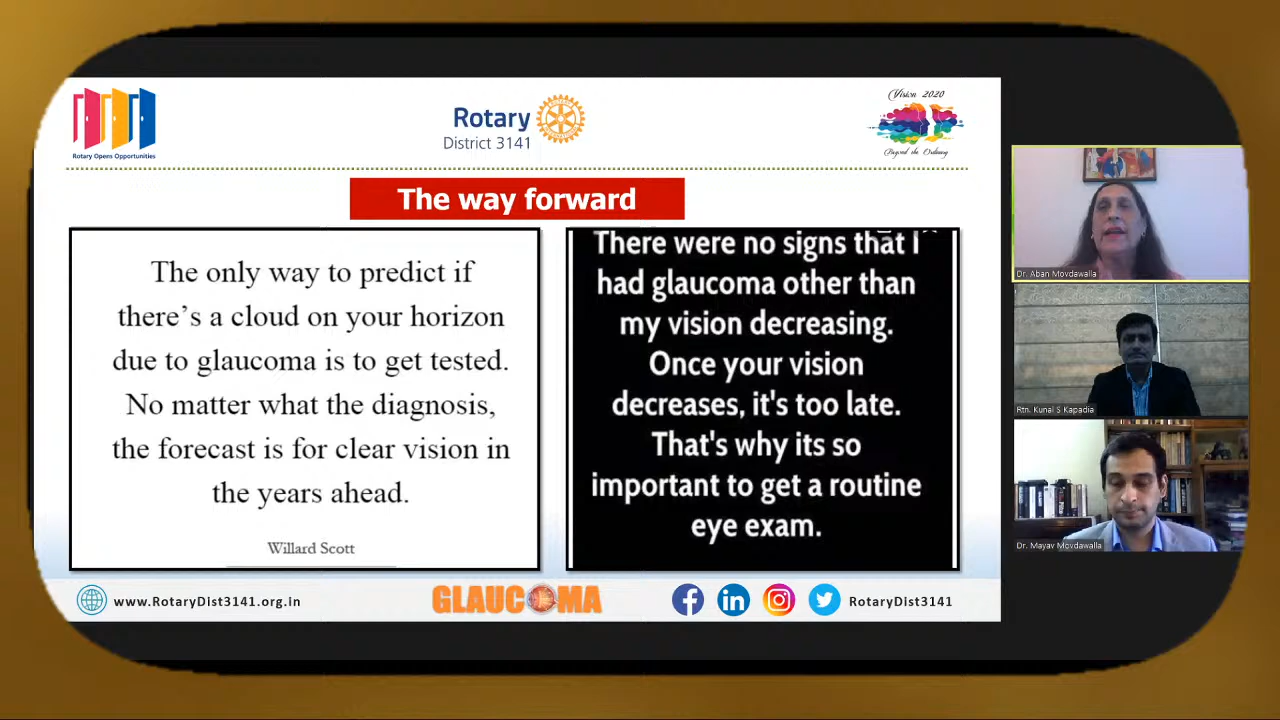 Rotary Opens Opportunities
Rotary
District 3141
Vision 2020
Beyond the Ordinary
The way forward
The only way to predict if
there's a cloud on your horizon
due to glaucoma is to get tested.
No matter what the diagnosis,
the forecast is for clear vision in
the years ahead.
Willard Scott
There were no signs that I
had glaucoma other than
my vision decreasing.
Once your vision
decreases, it's too late.
That's why its so
important to get a routine
eye exam.
Dr. Aban Movdawalla
Rtn. Kunal S Kapadia
Dr. Mayav Movdawalla
www.RotaryDist3141.org.in
GLAUCOMA
RotaryDist3141